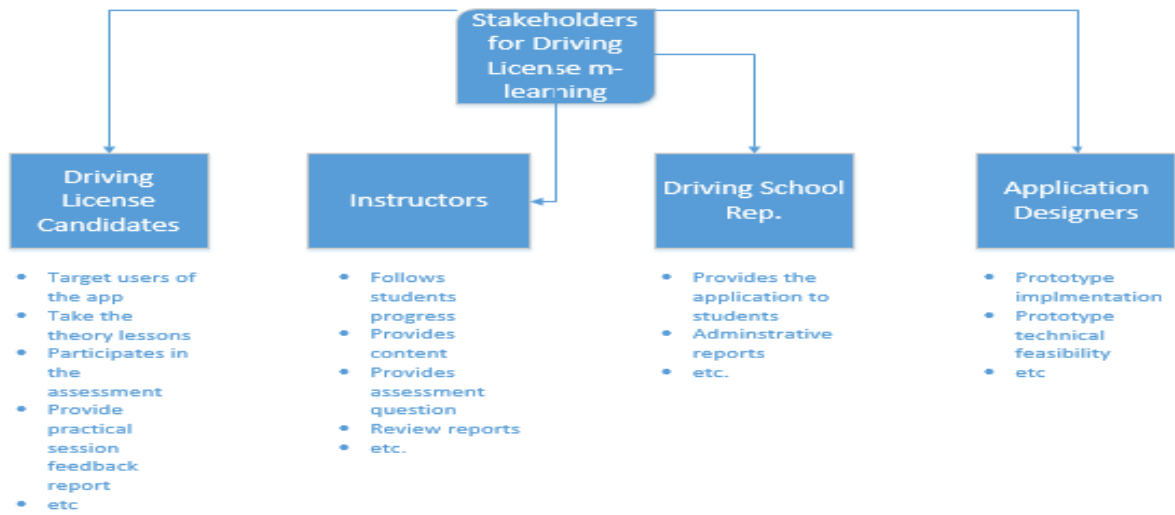 Stakeholders
for Driving
License m-
learning
Driving
License
Candidates
Instructors
Driving School
Rep.
Application
Designers
• Target users of
the app
• Take the
theory lessons
• Participates in
the
assessment
• Provide
practical
session
feedback
report
• etc
• Follows
students
progress
• Provides
content
• Provides
assessment
question
• Review reports
• etc.
• Provides the
application to
students
• Adminstrative
reports
• etc.
• Prototype
implmentation
• Prototype
technical
feasibility
• etc